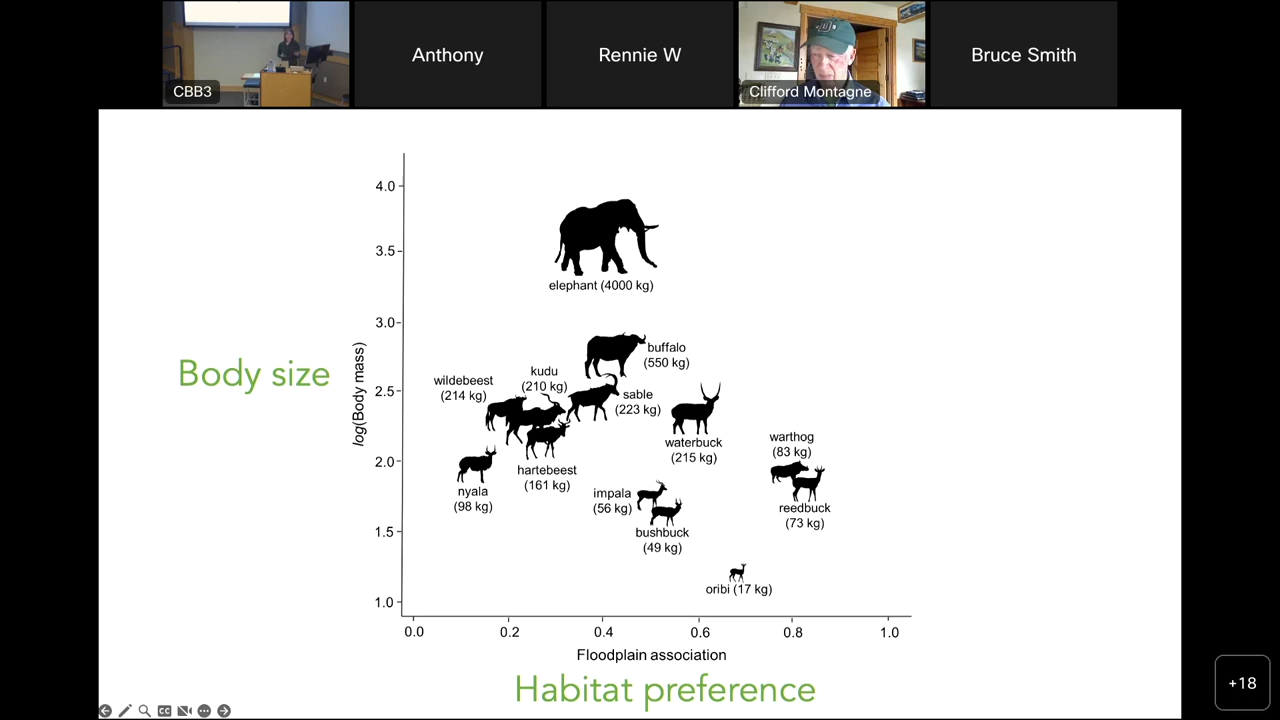 CBB3
Anthony
Rennie W
Clifford Montagne
Bruce Smith
Body size
log(Body mass)
4.0
3.5
3.0
2.5
2.0
1.5
1.0
elephant (4000 kg)
buffalo
(550 kg)
kudu
(210 kg)
wildebeest
(214 kg)
sable
(223 kg)
waterbuck
(215 kg)
warthog
(83 kg)
hartebeest
(161 kg)
nyala
(98 kg)
impala
(56 kg)
reedbuck
(73 kg)
bushbuck
(49 kg)
oribi (17 kg)
0.0
0.2
0.4
0.6
0.8
1.0
Floodplain association
Habitat preference
+18
CC